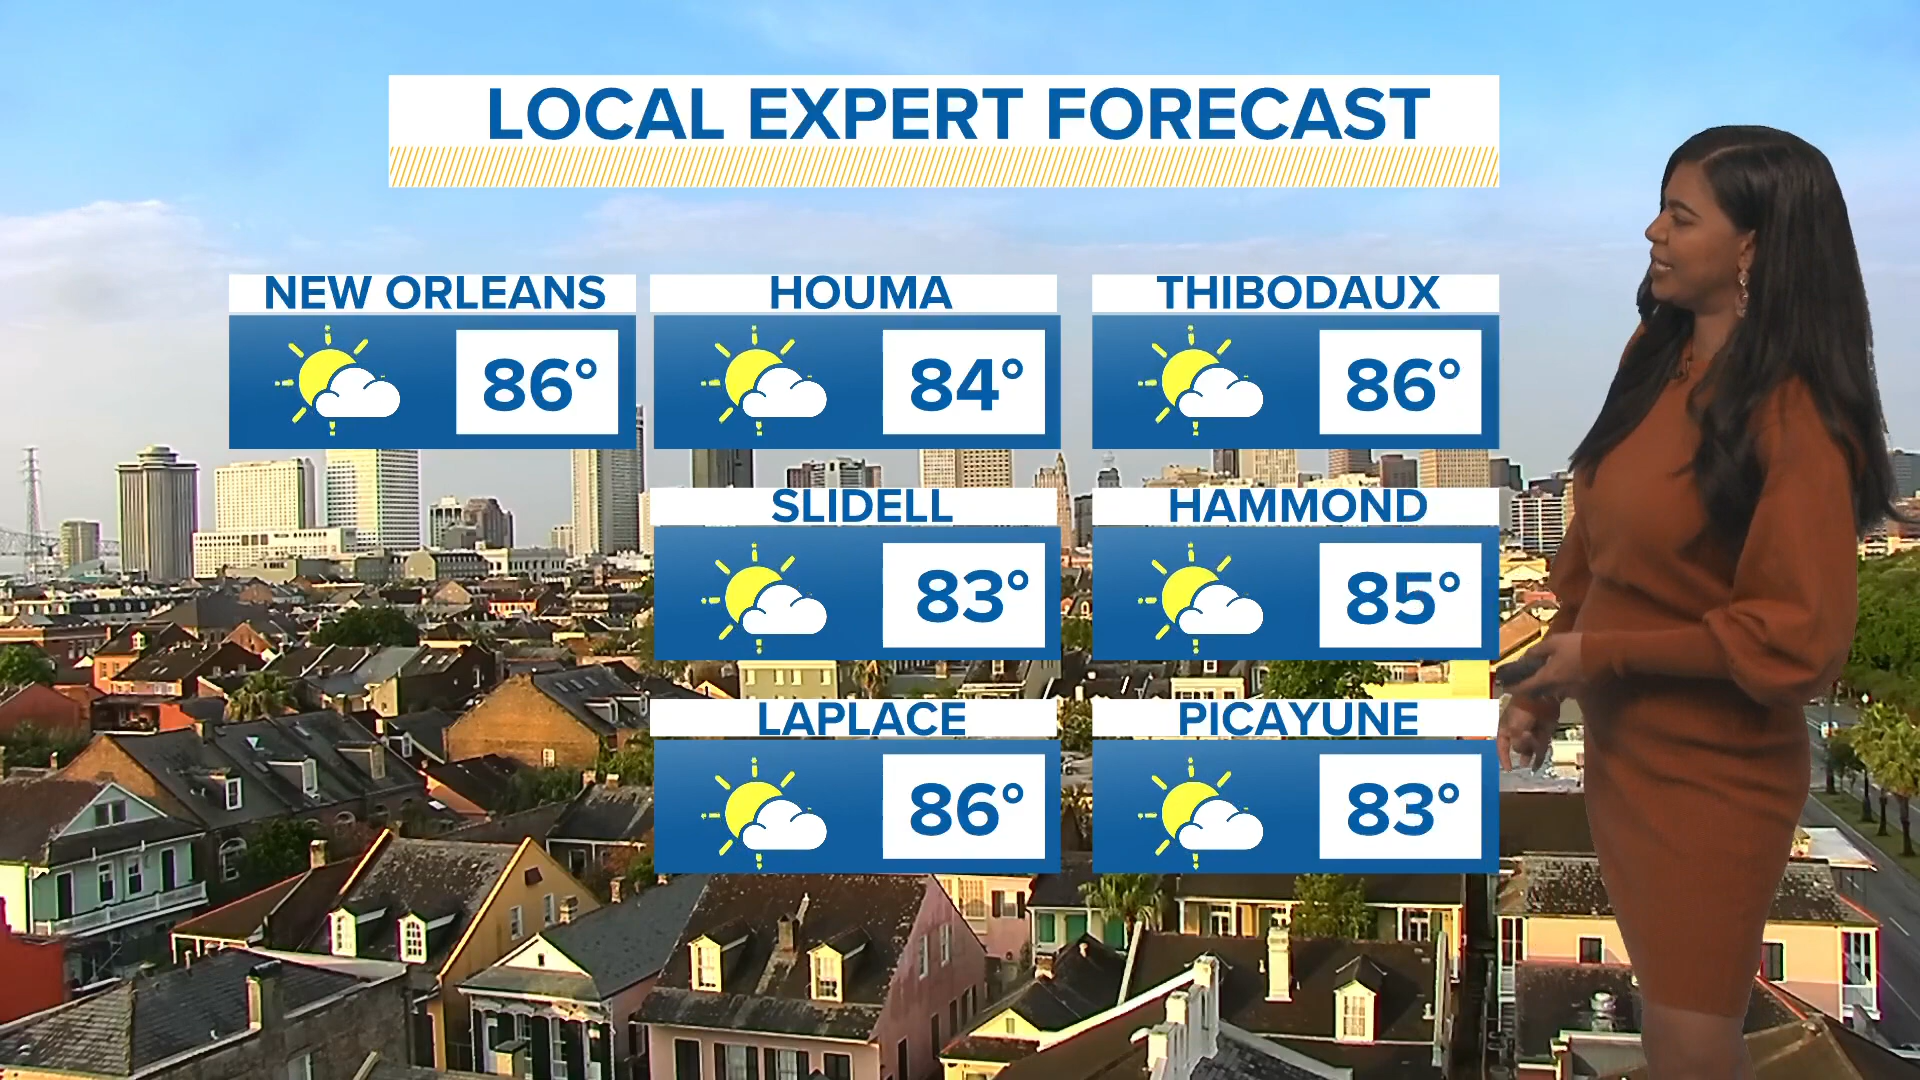 LOCAL EXPERT FORECAST
NEW ORLEANS
86°
HOUMA
84°
THIBODAUX
86°
SLIDELL
83°
HAMMOND
85°
LAPLACE
86°
PICAYUNE
83°